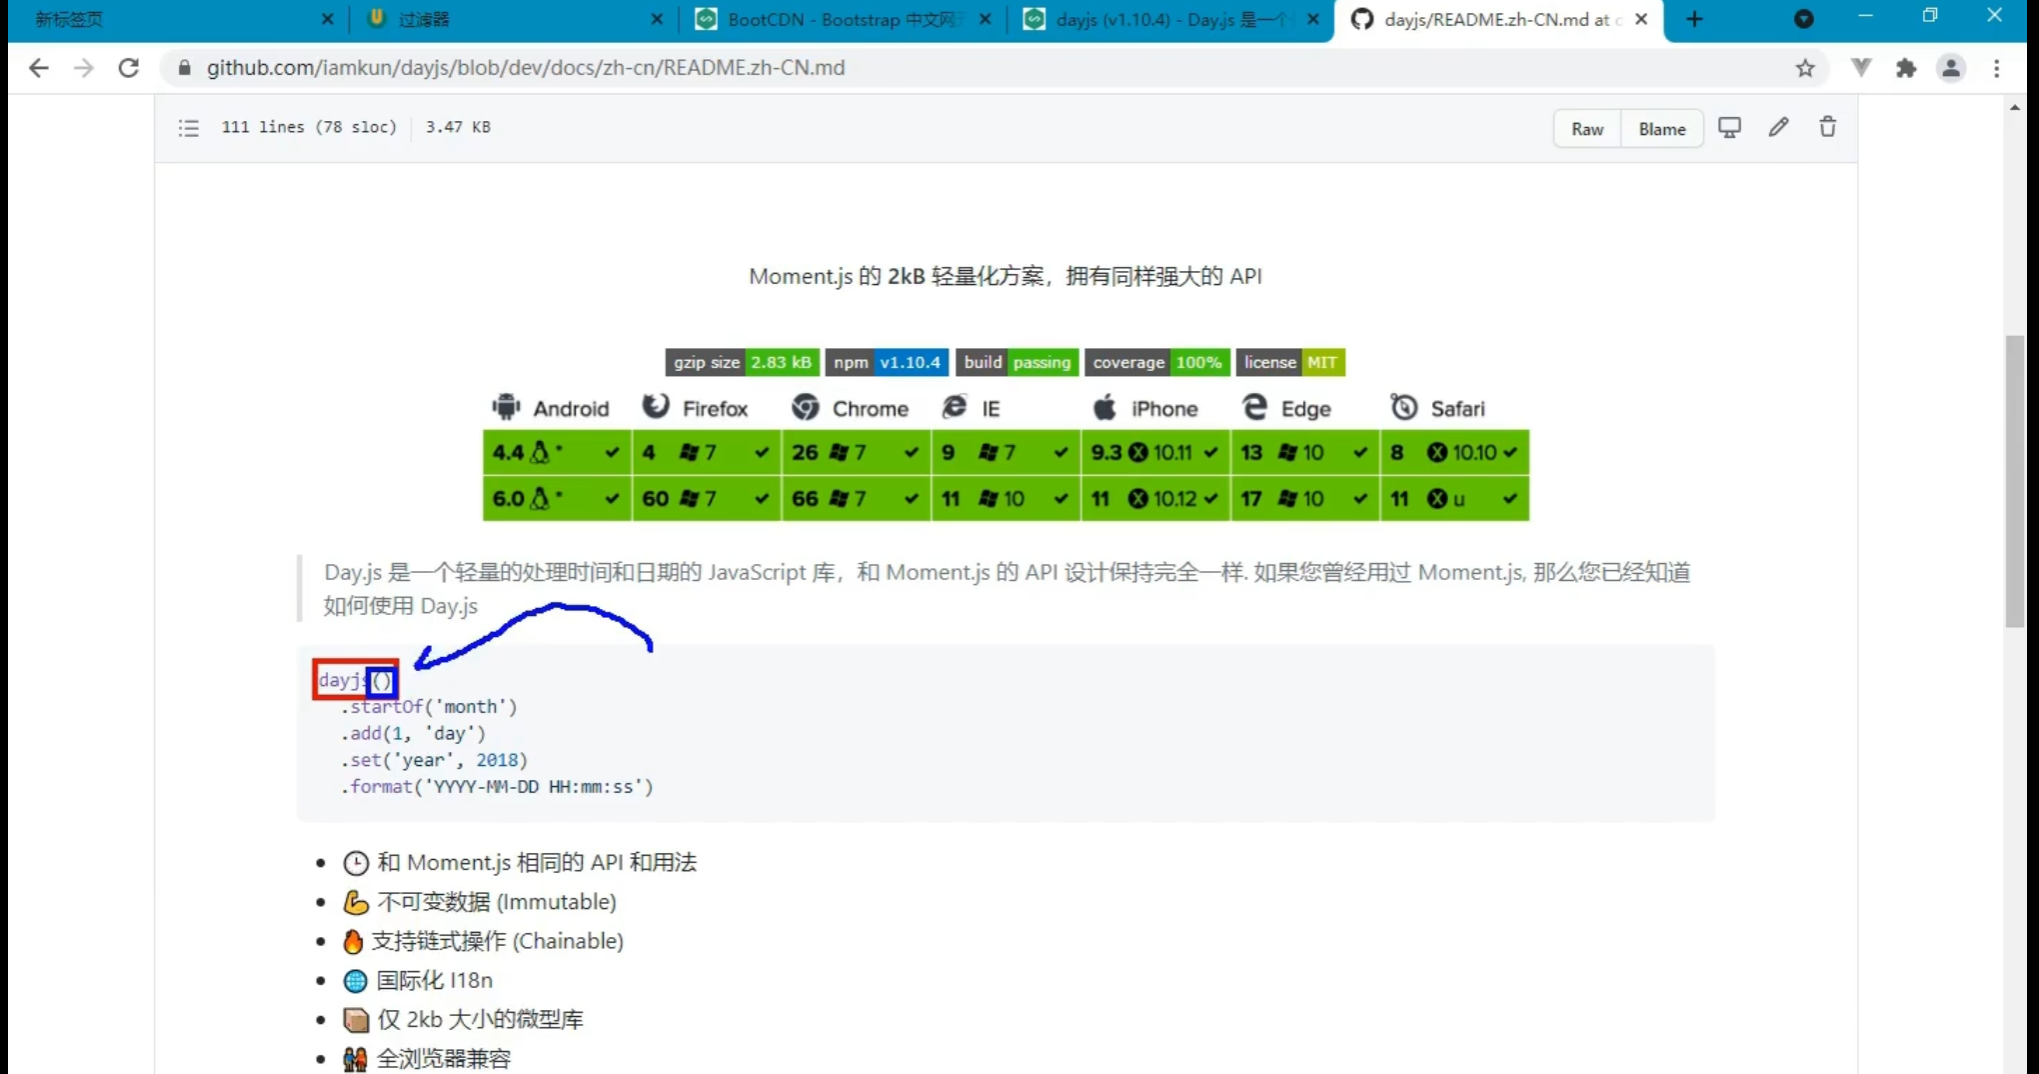 新标签页
过滤器
BootCDN - Bootstrap 中文网
dayjs (v1.10.4) - Day.js 是一个
dayjs/README.zh-CN.md at
github.com/iamkun/dayjs/blob/dev/docs/zh-cn/README.zh-CN.md
111 lines (78 sloc) 3.47 KB
Raw Blame
Moment.js 的 2kB 轻量化方案，拥有同样强大的 API
gzip size 2.83 kB npm v1.10.4 build passing coverage 100% license MIT
Android Firefox Chrome IE iPhone Edge Safari
4.4 * 4 7 26 7 9 7 9.3 X 10.11 13 10 8 X 10.10
6.0 * 60 7 66 7 11 10 11 X 10.12 17 10 11 X u
Day.js 是一个轻量的处理时间和日期的 JavaScript 库，和 Moment.js 的 API 设计保持完全一样. 如果您曾经用过 Moment.js, 那么您已经知道
如何使用 Day.js
dayjs()
.startOf('month')
.add(1, 'day')
.set('year', 2018)
.format('YYYY-MM-DD HH:mm:ss')
和 Moment.js 相同的 API 和用法
不可变数据 (Immutable)
支持链式操作 (Chainable)
国际化 I18n
仅 2kb 大小的微型库
全浏览器兼容